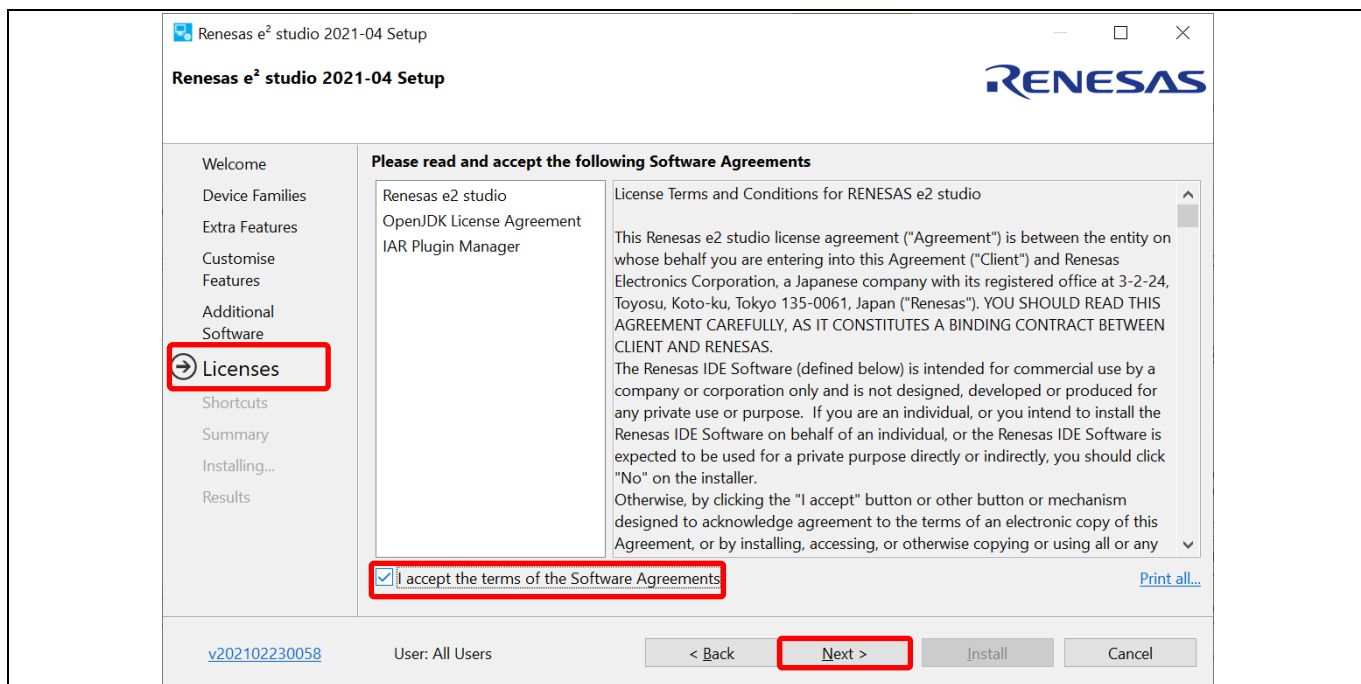 Renesas e² studio 2021-04 Setup
Renesas e² studio 2021-04 Setup
RENESAS
Welcome
Device Families
Extra Features
Customise
Features
Additional
Software
Licenses
Shortcuts
Summary
Installing...
Results
Please read and accept the following Software Agreements
Renesas e2 studio
OpenJDK License Agreement
IAR Plugin Manager
License Terms and Conditions for RENESAS e2 studio
This Renesas e2 studio license agreement ("Agreement") is between the entity on
whose behalf you are entering into this Agreement ("Client") and Renesas
Electronics Corporation, a Japanese company with its registered office at 3-2-24,
Toyosu, Koto-ku, Tokyo 135-0061, Japan ("Renesas"). YOU SHOULD READ THIS
AGREEMENT CAREFULLY, AS IT CONSTITUTES A BINDING CONTRACT BETWEEN
CLIENT AND RENESAS.
The Renesas IDE Software (defined below) is intended for commercial use by a
company or corporation only and is not designed, developed or produced for
any private use or purpose.  If you are an individual, or you intend to install the
Renesas IDE Software on behalf of an individual, or the Renesas IDE Software is
expected to be used for a private purpose directly or indirectly, you should click
"No" on the installer.
Otherwise, by clicking the "I accept" button or other button or mechanism
designed to acknowledge agreement to the terms of an electronic copy of this
Agreement, or by installing, accessing, or otherwise copying or using all or any
I accept the terms of the Software Agreements
Print all...
v202102230058
User: All Users
< Back
Next >
Install
Cancel